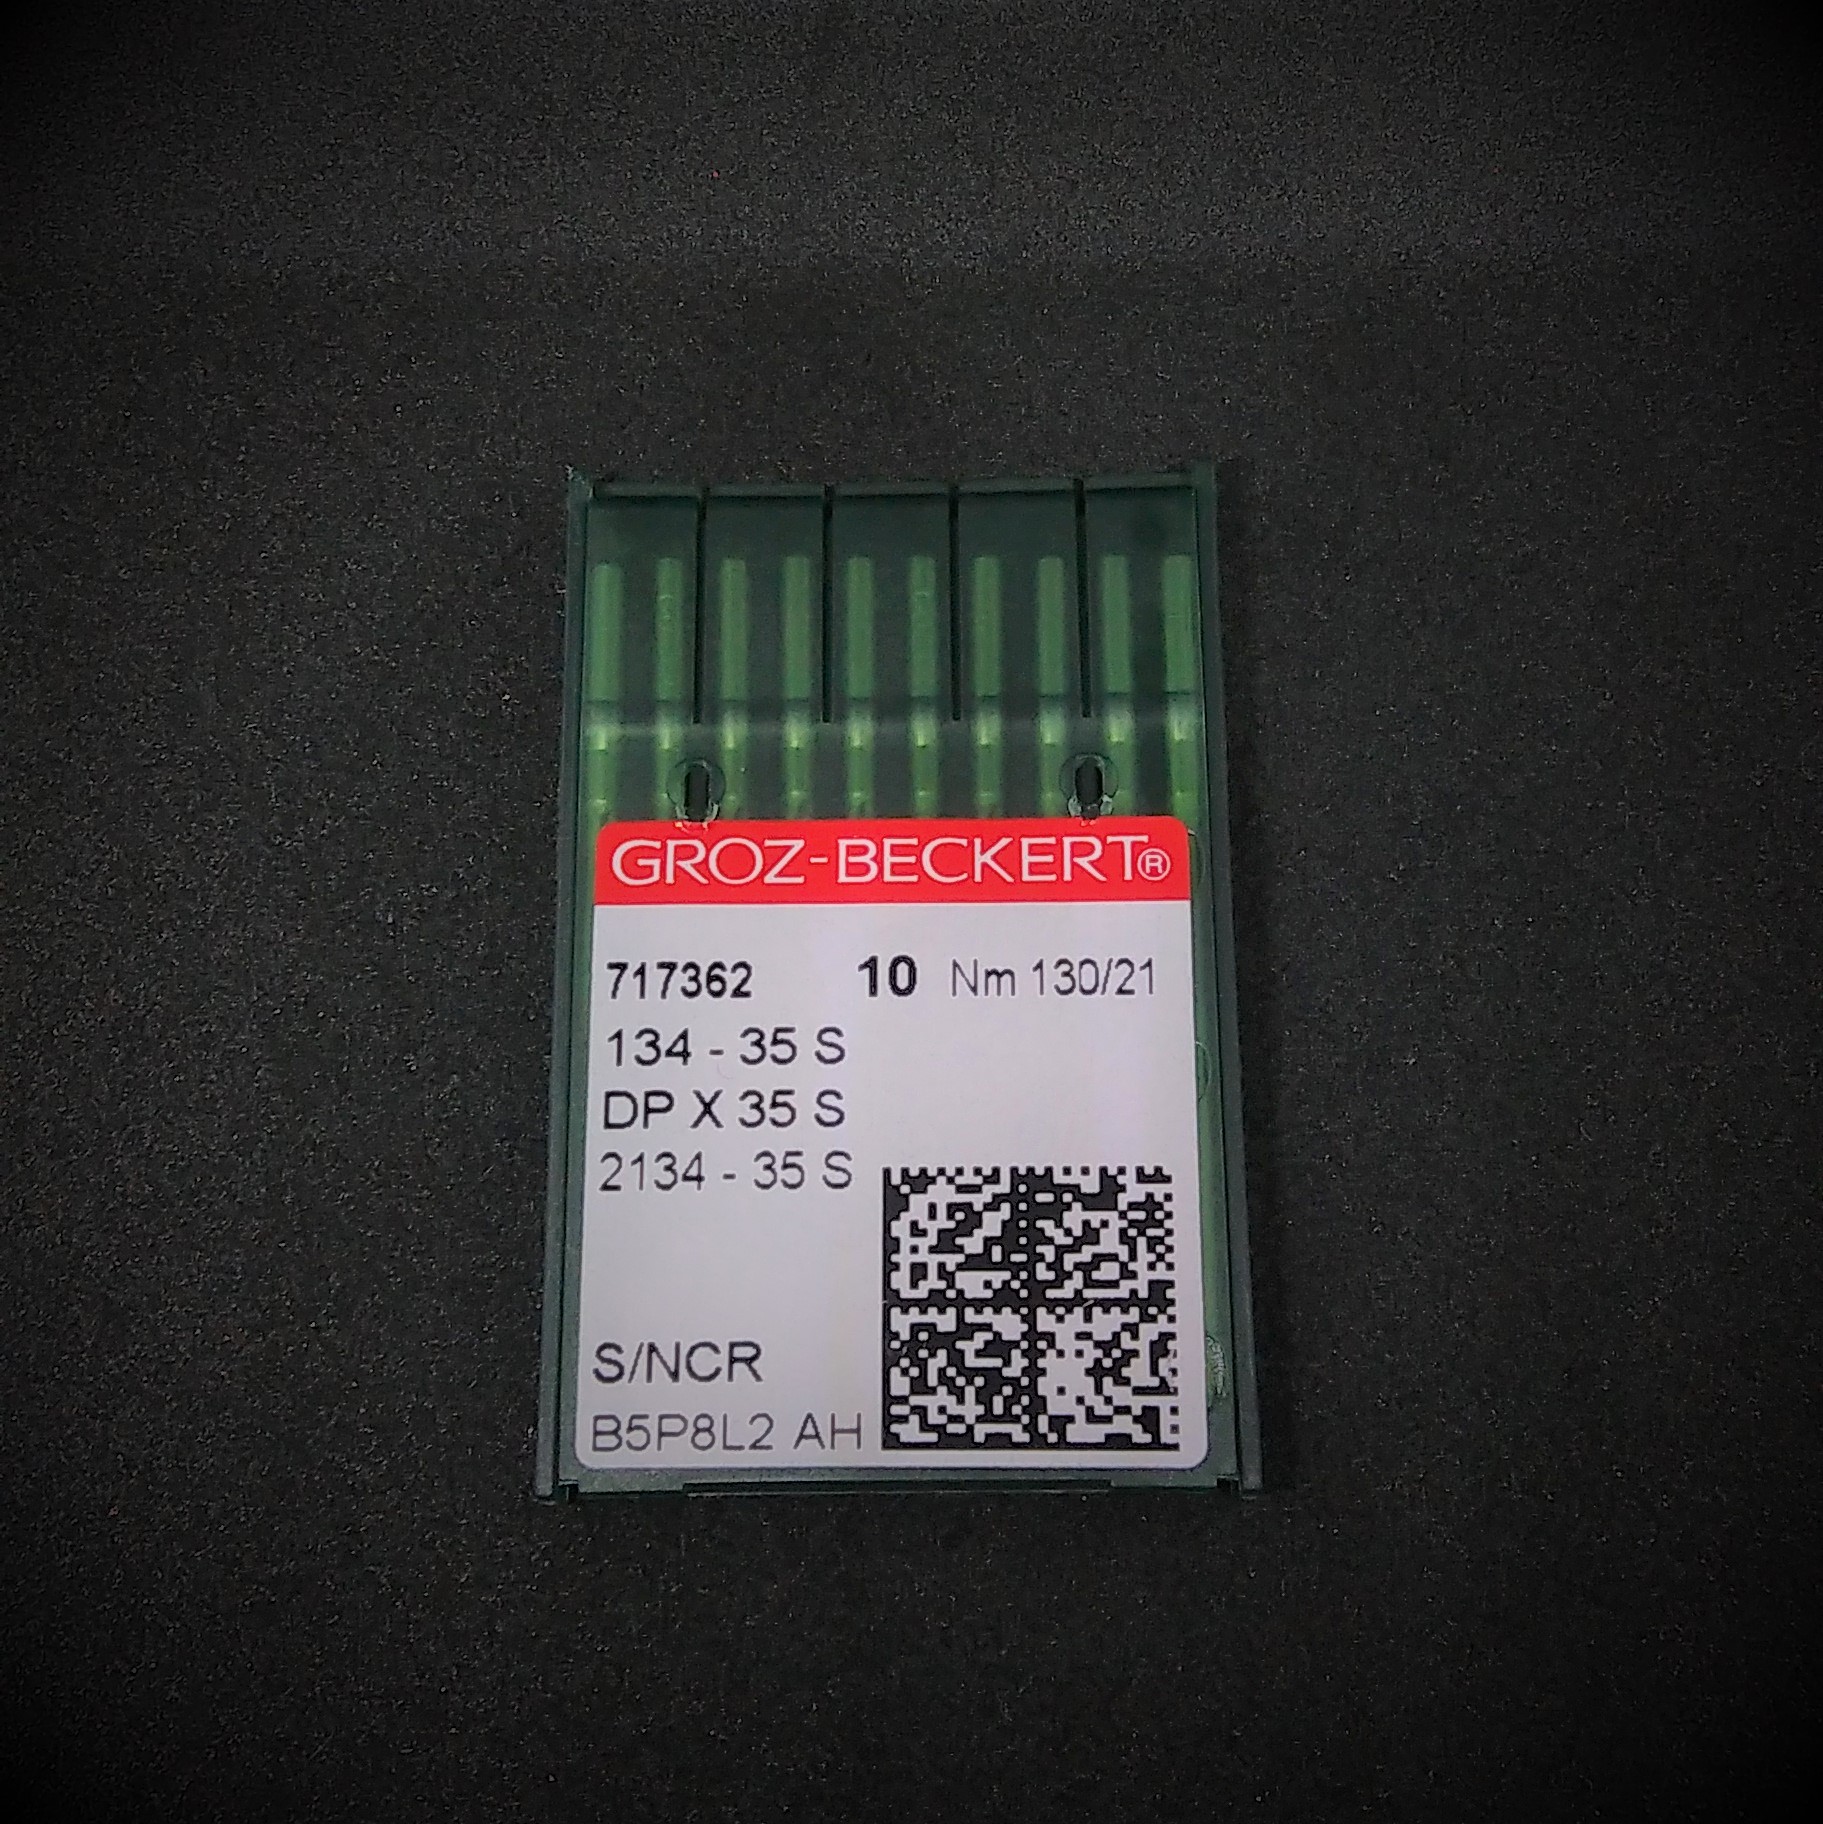 GROZ-BECKERT®
717362 10 Nm 130/21
134 - 35 S
DP X 35 S
2134 - 35 S
S/NCR
B5P8L2 AH